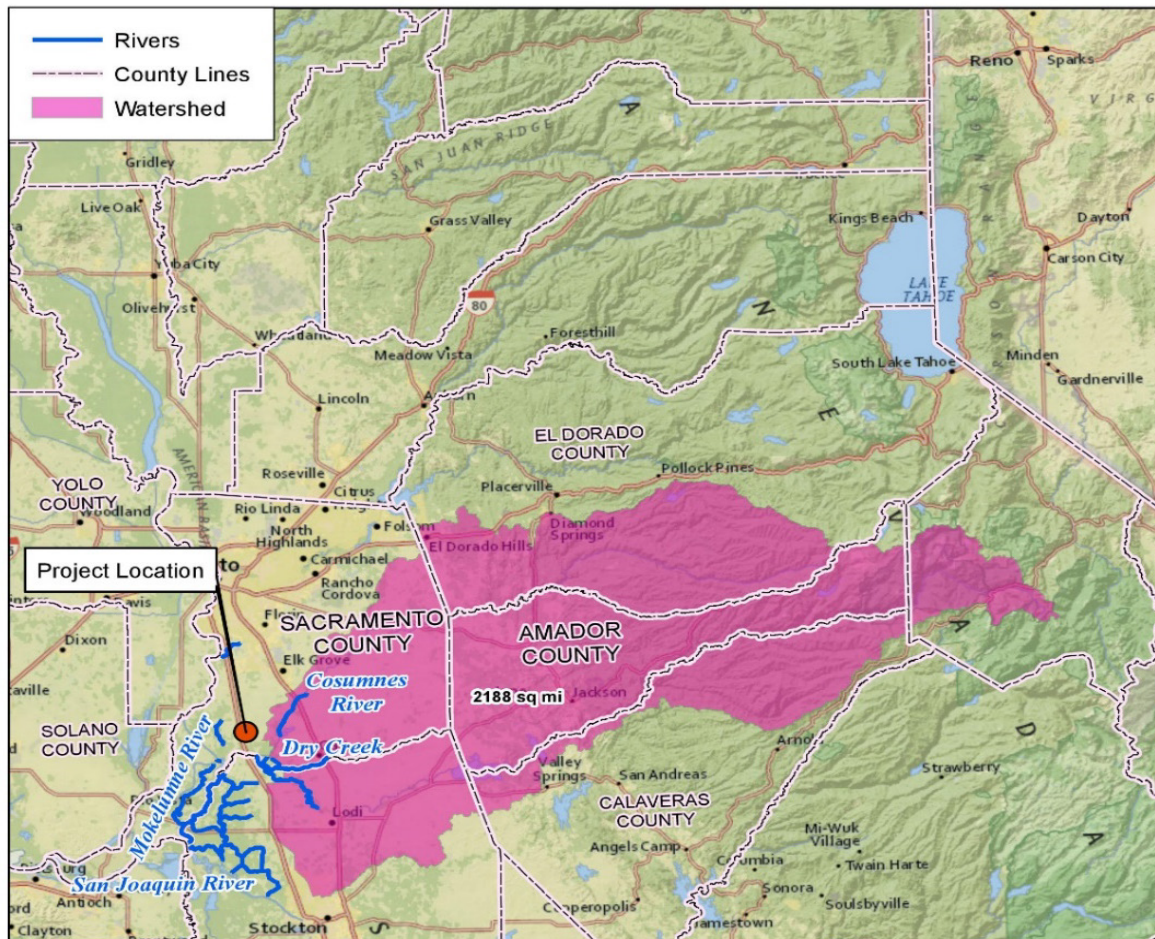 Rivers
County Lines
Watershed
Reno
Sparks
Gridley
SAN JUAN RIDGE
Live Oak
Grass Valley
Kings Beach
Dayton
Yuba City
Carson City
Olivehurst
80
LAKE
TAHOE
Wheatland
Foresthill
Meadow Vista
Minden
South Lake Tahoe
Gardnerville
Lincoln
EL DORADO
COUNTY
Roseville
Pollock Pines
YOLO
COUNTY
Citrus
Placerville
Woodland
Rio Linda
North
Highlands
Folsom
Diamond
Springs
El Dorado Hills
Carmichael
Project Location
Rancho
Cordova
SACRAMENTO
COUNTY
AMADOR
COUNTY
Dixon
Elk Grove
Cosumnes
River
2188 sq mi
Jackson
SOLANO
COUNTY
Dry Creek
Mokelumne River
Valley
Springs
San Andreas
Strawberry
CALAVERAS
COUNTY
Lodi
Mi-Wuk
Village
Angels Camp
Columbia
Twain Harte
San Joaquin River
Sonora
Antioch
Soulsbyville
Stockton
Clayton